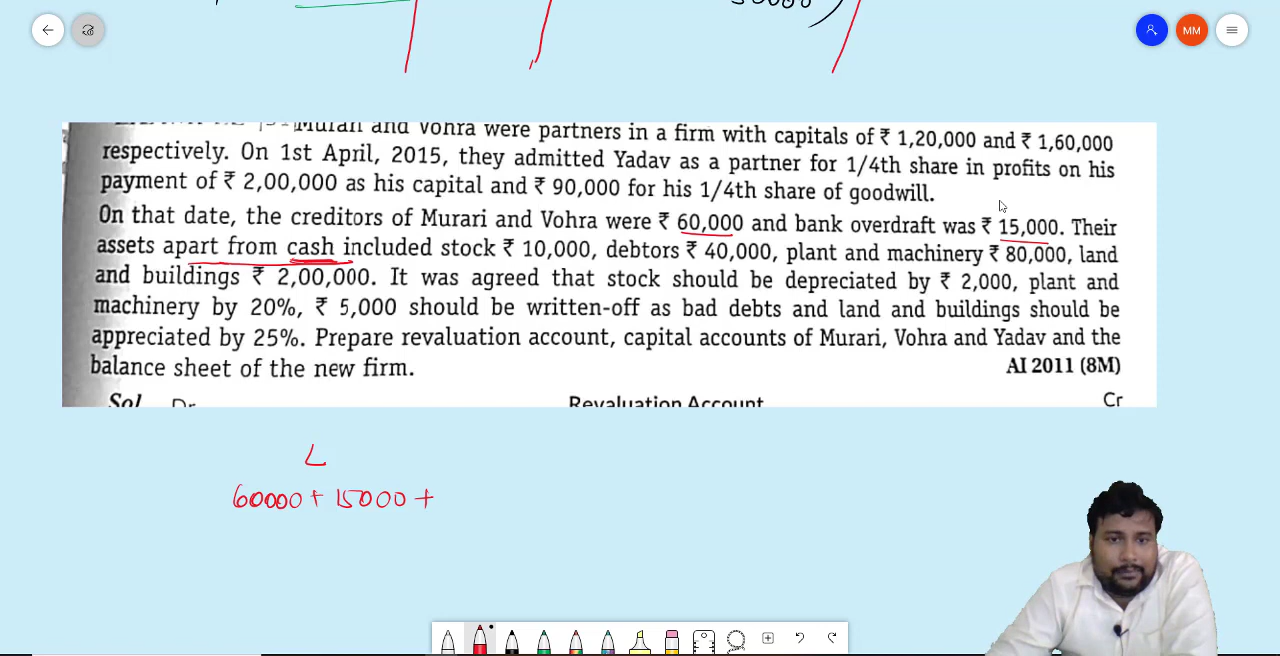 50000)
MM
Murari and Vohra were partners in a firm with capitals of ₹ 1,20,000 and ₹ 1,60,000
respectively. On 1st April, 2015, they admitted Yadav as a partner for 1/4th share in profits on his
payment of ₹ 2,00,000 as his capital and ₹ 90,000 for his 1/4th share of goodwill.
On that date, the creditors of Murari and Vohra were ₹ 60,000 and bank overdraft was ₹ 15,000. Their
assets apart from cash included stock ₹ 10,000, debtors ₹ 40,000, plant and machinery ₹ 80,000, land
and buildings ₹ 2,00,000. It was agreed that stock should be depreciated by ₹ 2,000, plant and
machinery by 20%, ₹ 5,000 should be written-off as bad debts and land and buildings should be
appreciated by 25%. Prepare revaluation account, capital accounts of Murari, Vohra and Yadav and the
balance sheet of the new firm. AI 2011 (8M)
Sol Dr Revaluation Account Cr
L
60000 + 15000 +